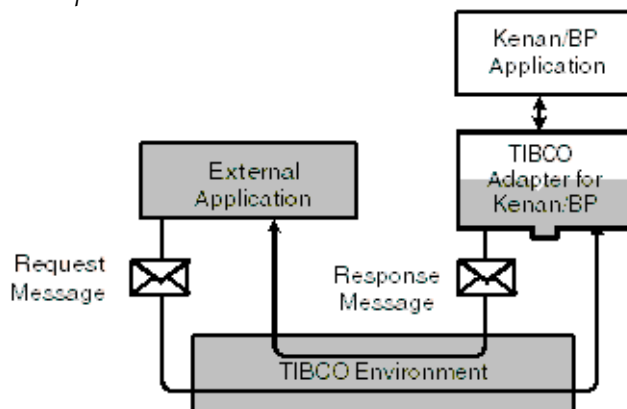 Kenan/BP
Application
TIBCO
Adapter for
Kenan/BP
External
Application
Request
Message
Response
Message
TIBCO Environment